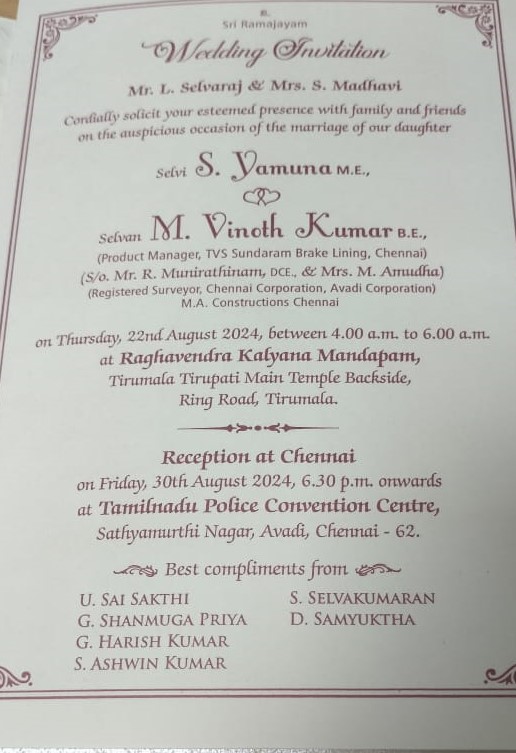 Sri Ramajayam
Wedding Invitation
Mr. L. Selvaraj & Mrs. S. Madhavi
Cordially solicit your esteemed presence with family and friends
on the auspicious occasion of the marriage of our daughter
Selvi S. Yamuna M.E.,
Selvan M. Vinoth Kumar B.E.,
(Product Manager, TVS Sundaram Brake Lining, Chennai)
(S/o. Mr. R. Munirathinam, DCE., & Mrs. M. Amudha)
(Registered Surveyor, Chennai Corporation, Avadi Corporation)
M.A. Constructions Chennai
on Thursday, 22nd August 2024, between 4.00 a.m. to 6.00 a.m.
at Raghavendra Kalyana Mandapam,
Tirumala Tirupati Main Temple Backside,
Ring Road, Tirumala.
Reception at Chennai
on Friday, 30th August 2024, 6.30 p.m. onwards
at Tamilnadu Police Convention Centre,
Sathyamurthi Nagar, Avadi, Chennai - 62.
Best compliments from
U. SAI SAKTHI
S. SELVAKUMARAN
G. SHANMUGA PRIYA
D. SAMYUKTHA
G. HARISH KUMAR
S. ASHWIN KUMAR